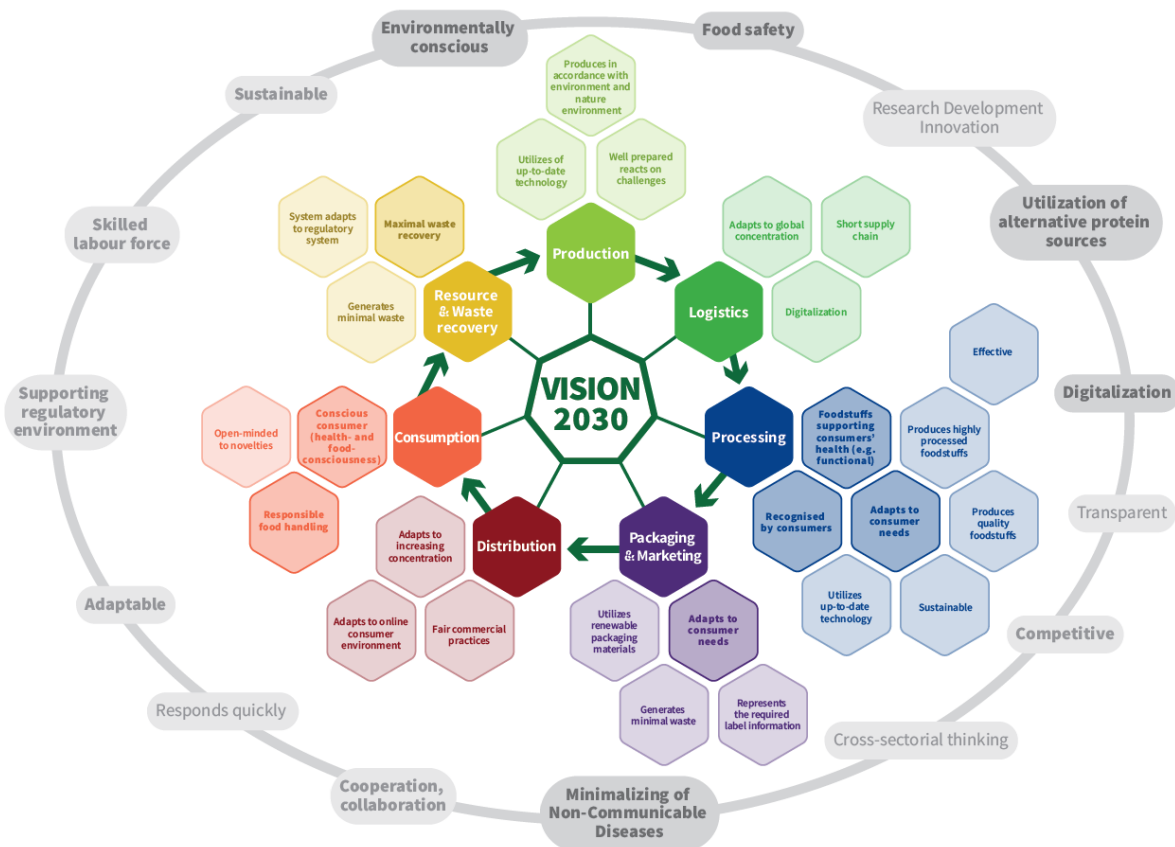 Environmentally
conscious
Food safety
Sustainable
Research Development
Innovation
Skilled
labour force
Utilization of
alternative protein
sources
Supporting
regulatory
environment
Digitalization
Transparent
Adaptable
Competitive
Responds quickly
Cross-sectorial thinking
Cooperation,
collaboration
Minimalizing of
Non-Communicable
Diseases
VISION
2030
Production
Produces in
accordance with
environment and
nature
environment
Utilizes of
up-to-date
technology
Well prepared
reacts on
challenges
Logistics
Adapts to global
concentration
Short supply
chain
Digitalization
Processing
Effective
Foodstuffs
supporting
consumers'
health (e.g.
functional)
Produces highly
processed
foodstuffs
Recognised
by consumers
Adapts to
consumer
needs
Produces
quality
foodstuffs
Utilizes
up-to-date
technology
Sustainable
Packaging
& Marketing
Utilizes
renewable
packaging
materials
Adapts to
consumer
needs
Generates
minimal waste
Represents
the required
label information
Distribution
Adapts to
increasing
concentration
Adapts to online
consumer
environment
Fair commercial
practices
Consumption
Open-minded
to novelties
Conscious
consumer
(health- and
food-
consciousness)
Responsible
food handling
Resource
& Waste
recovery
System adapts
to regulatory
system
Maximal waste
recovery
Generates
minimal waste